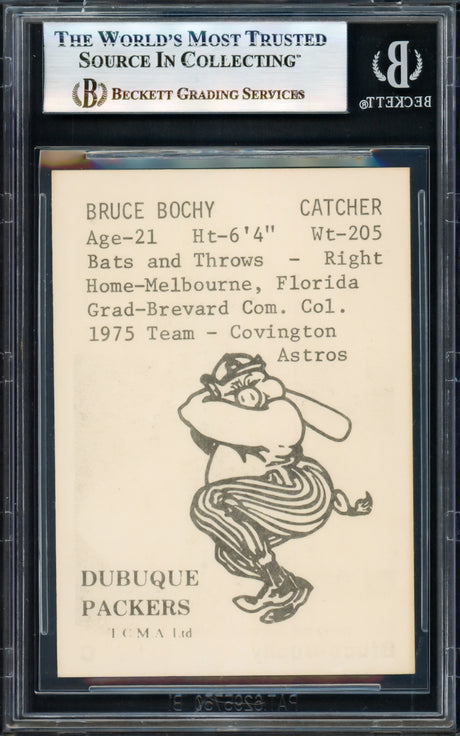 THE WORLD'S MOST TRUSTED
SOURCE IN COLLECTING™
B BECKETT GRADING SERVICES
B
BECKETT®
BRUCE BOCHY CATCHER
Age-21 Ht-6'4" Wt-205
Bats and Throws - Right
Home-Melbourne, Florida
Grad-Brevard Com. Col.
1975 Team - Covington
Astros
DUBUQUE
PACKERS
TCMA Ltd